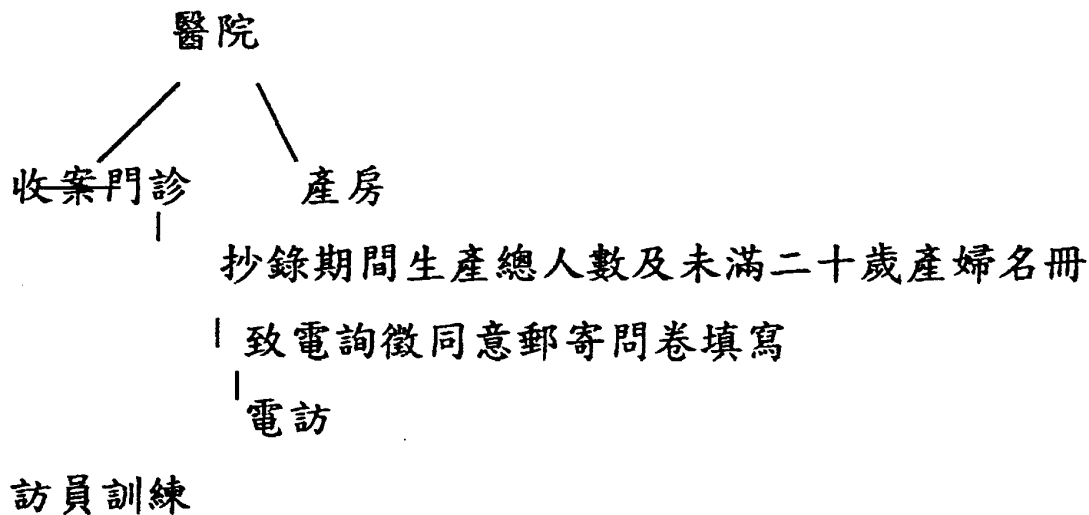 醫院
收案門診 產房
抄錄期間生產總人數及未滿二十歲產婦名冊
致電詢徵同意郵寄問卷填寫
電訪
訪員訓練